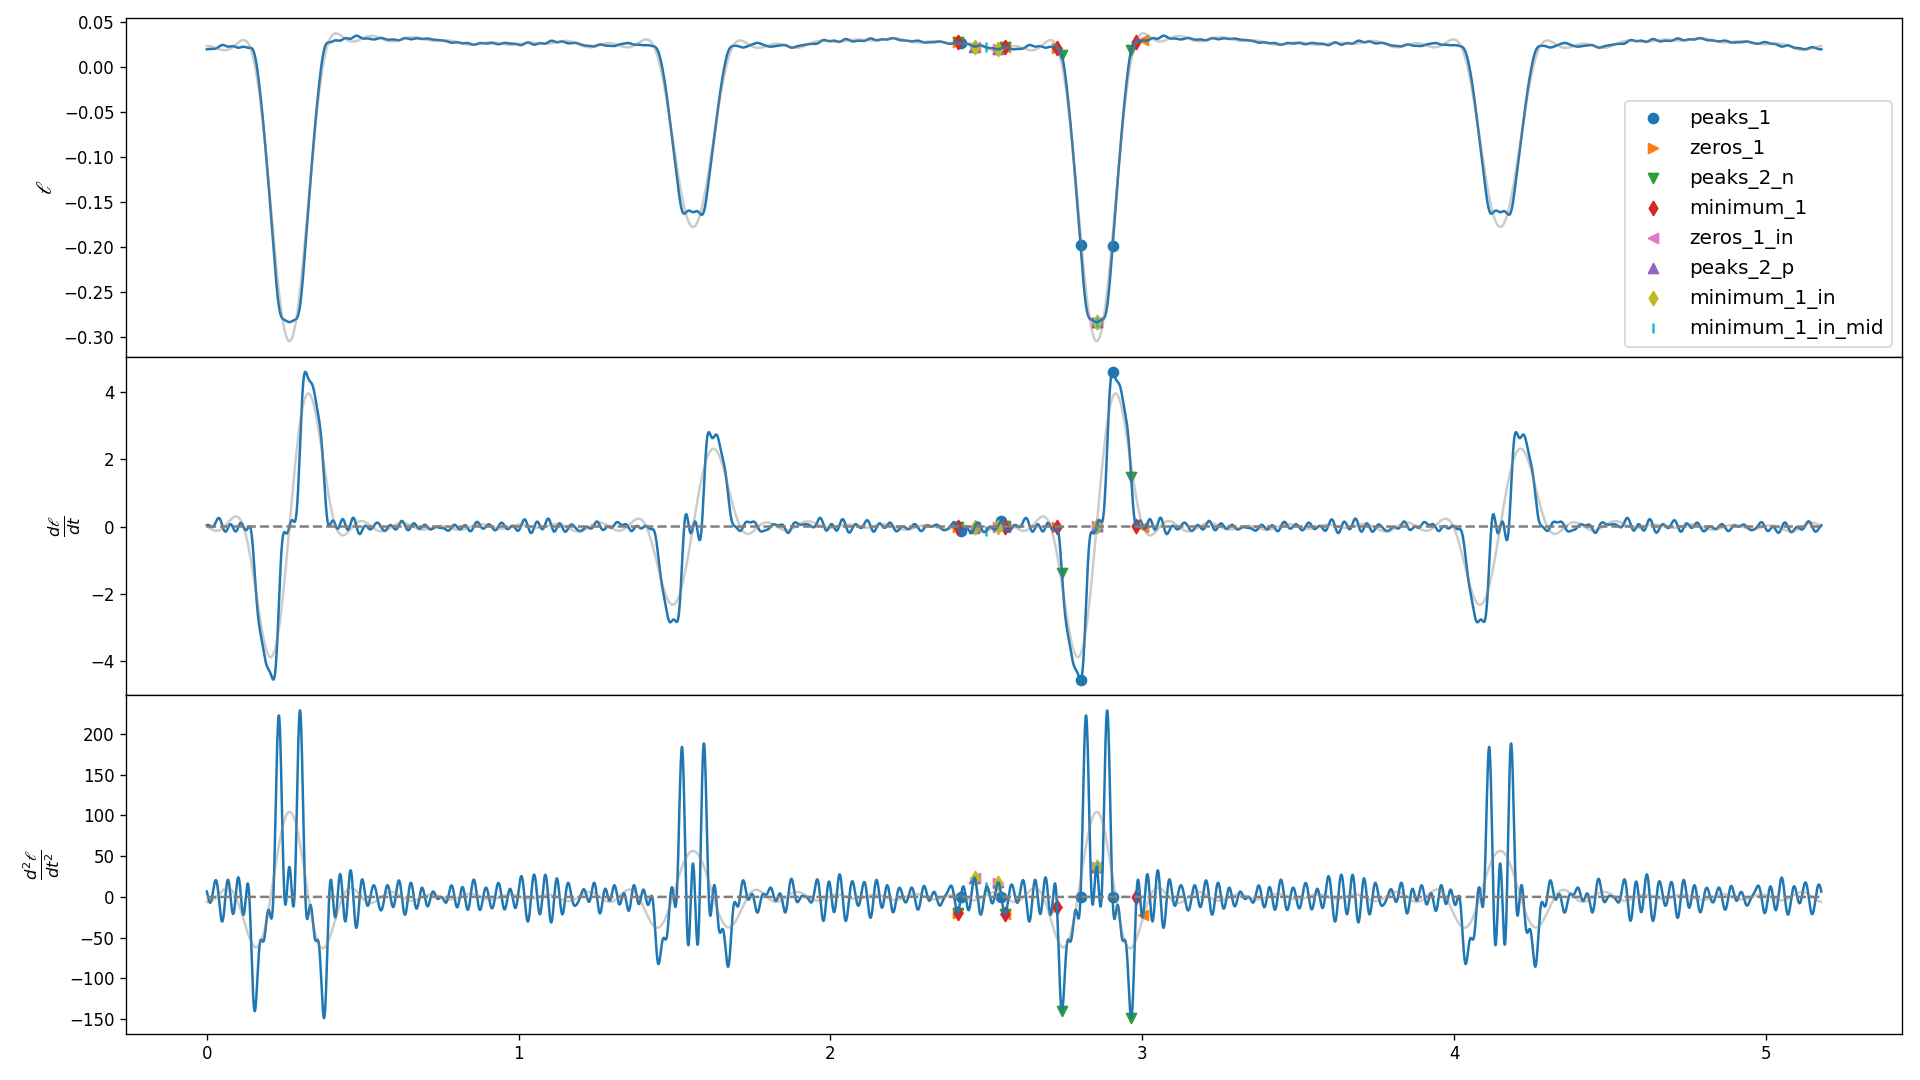 0.05
0.00
−0.05
−0.10
−0.15
−0.20
−0.25
−0.30
ℓ
peaks_1
zeros_1
peaks_2_n
minimum_1
zeros_1_in
peaks_2_p
minimum_1_in
minimum_1_in_mid
4
2
0
−2
−4
dℓ
dt
200
150
100
50
0
−50
−100
−150
d²ℓ
dt²
0 1 2 3 4 5